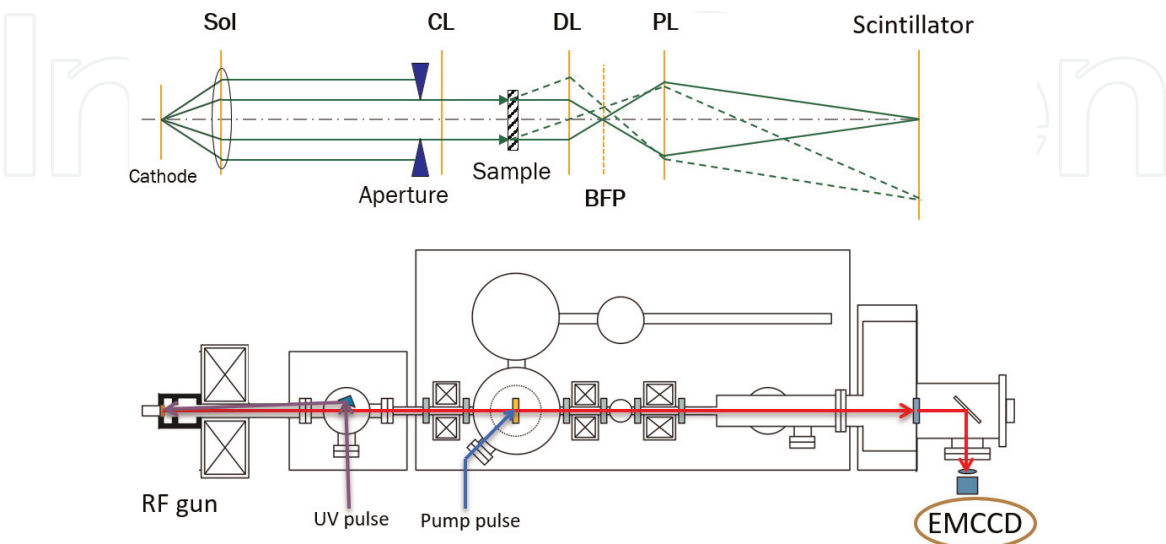 Sol
CL
DL
PL
Scintillator
Cathode
Aperture
Sample
BFP
RF gun
UV pulse
Pump pulse
EMCCD